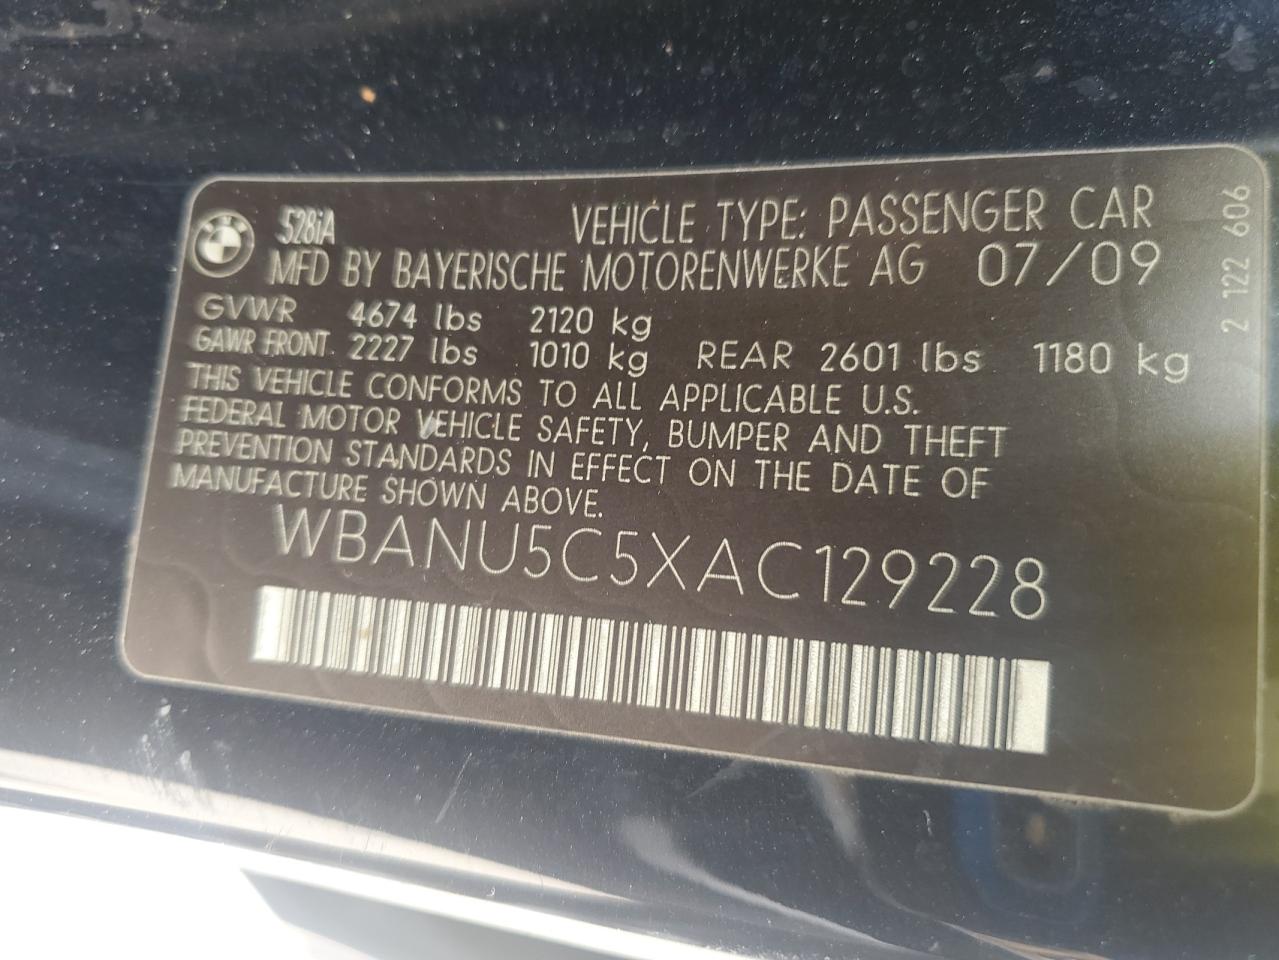 BMW
528iA VEHICLE TYPE: PASSENGER CAR
MFD BY BAYERISCHE MOTORENWERKE AG 07/09
GVWR 4674 lbs 2120 kg
GAWR FRONT 2227 lbs 1010 kg REAR 2601 lbs 1180 kg
THIS VEHICLE CONFORMS TO ALL APPLICABLE U.S.
FEDERAL MOTOR VEHICLE SAFETY, BUMPER AND THEFT
PREVENTION STANDARDS IN EFFECT ON THE DATE OF
MANUFACTURE SHOWN ABOVE.
WBANU5C5XAC129228
2 122 606